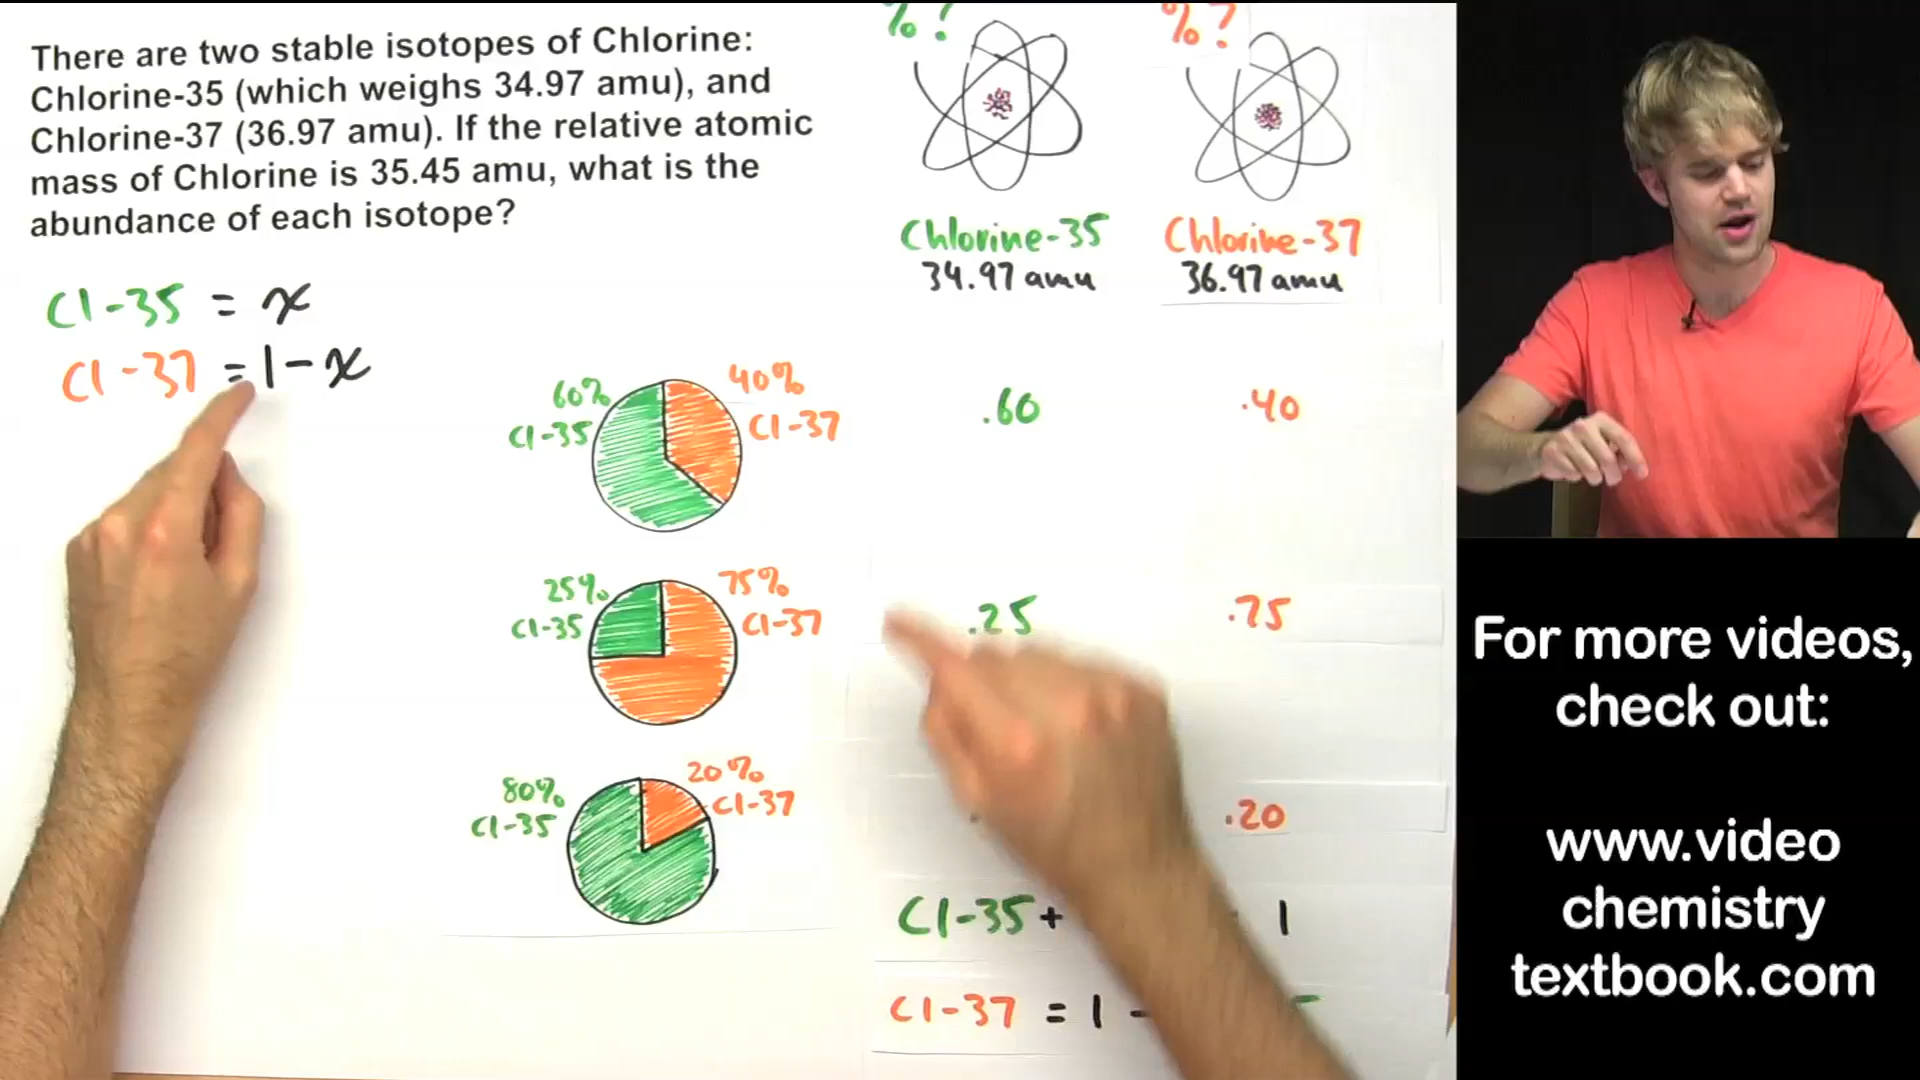 There are two stable isotopes of Chlorine:
Chlorine-35 (which weighs 34.97 amu), and
Chlorine-37 (36.97 amu). If the relative atomic
mass of Chlorine is 35.45 amu, what is the
abundance of each isotope?
% ?
% ?
Chlorine-35
34.97 amu
Chlorine-37
36.97 amu
Cl-35 = x
Cl-37 = 1 - x
60%
Cl-35
40%
Cl-37
.60
.40
25%
Cl-35
75%
Cl-37
.25
.75
80%
Cl-35
20%
Cl-37
.20
Cl-35 + 1
Cl-37 = 1 -
For more videos,
check out:
www.video
chemistry
textbook.com